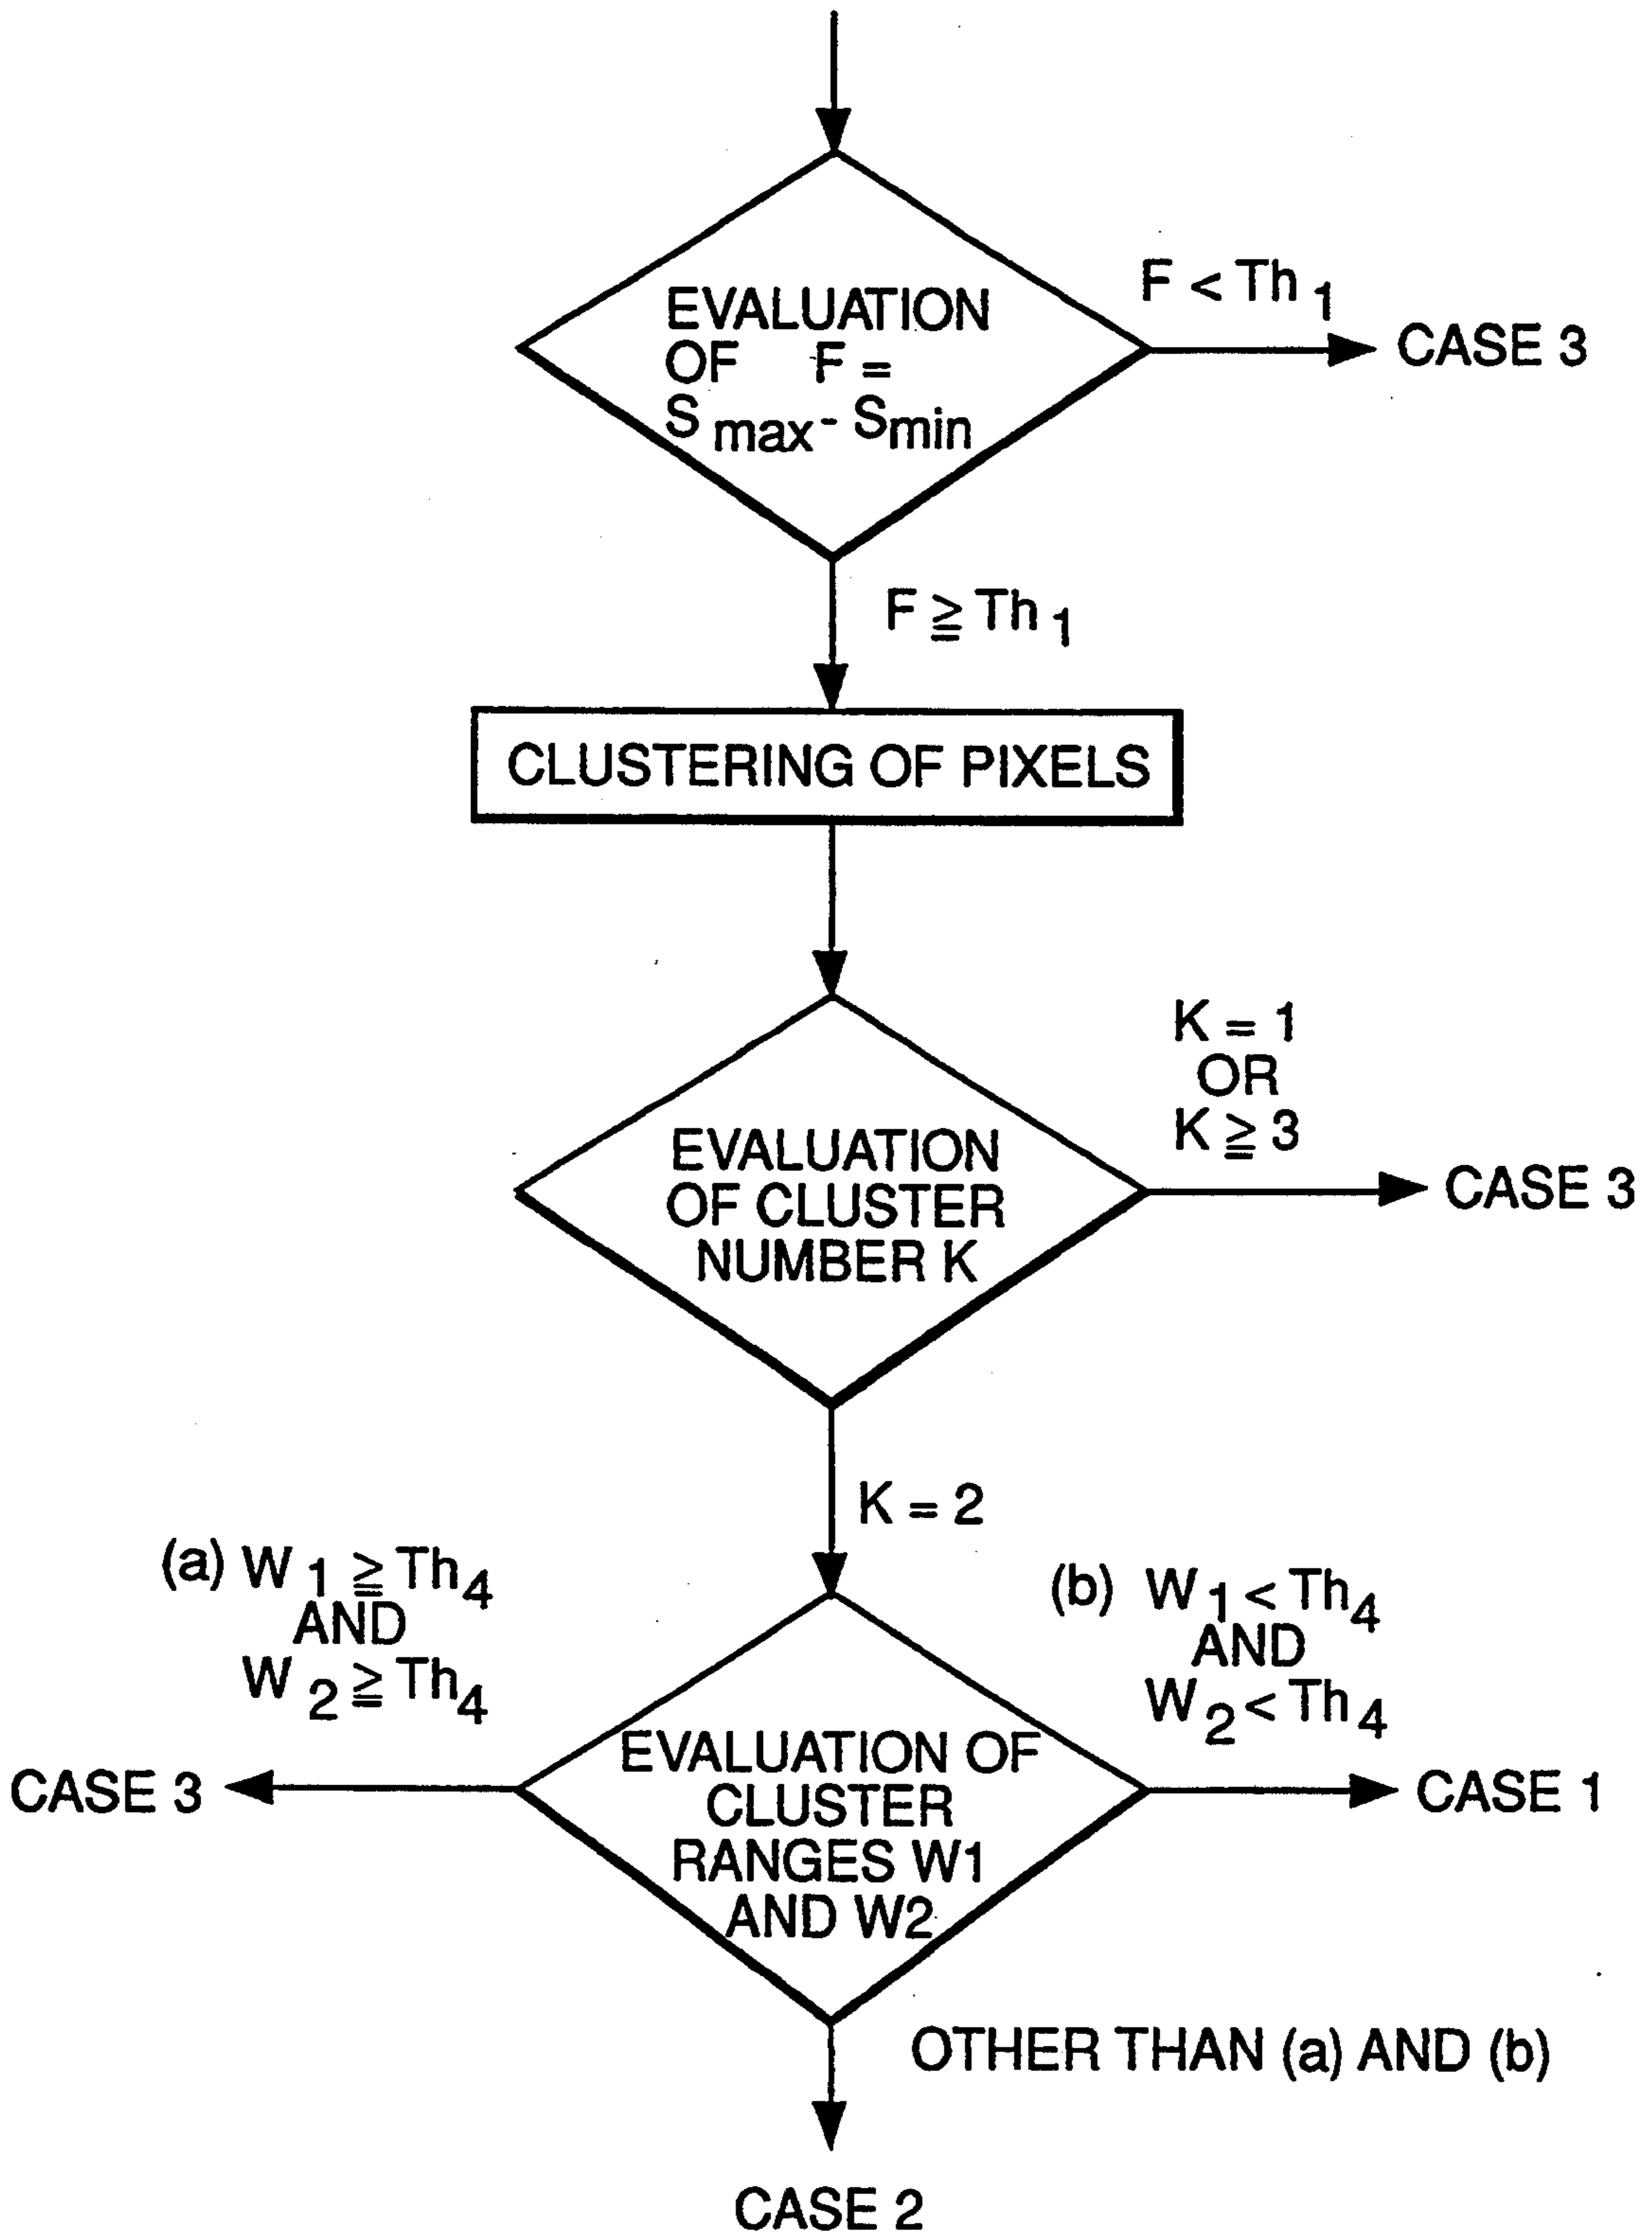 EVALUATION
OF F =
S max - Smin
F < Th 1
CASE 3
F ≧ Th 1
CLUSTERING OF PIXELS
K = 1
OR
K ≧ 3
EVALUATION
OF CLUSTER
NUMBER K
CASE 3
K = 2
(a) W 1 ≧ Th4
AND
W 2 ≧ Th4
(b) W 1 < Th4
AND
W 2 < Th4
EVALUATION OF
CLUSTER
RANGES W1
AND W2
CASE 3
CASE 1
OTHER THAN (a) AND (b)
CASE 2